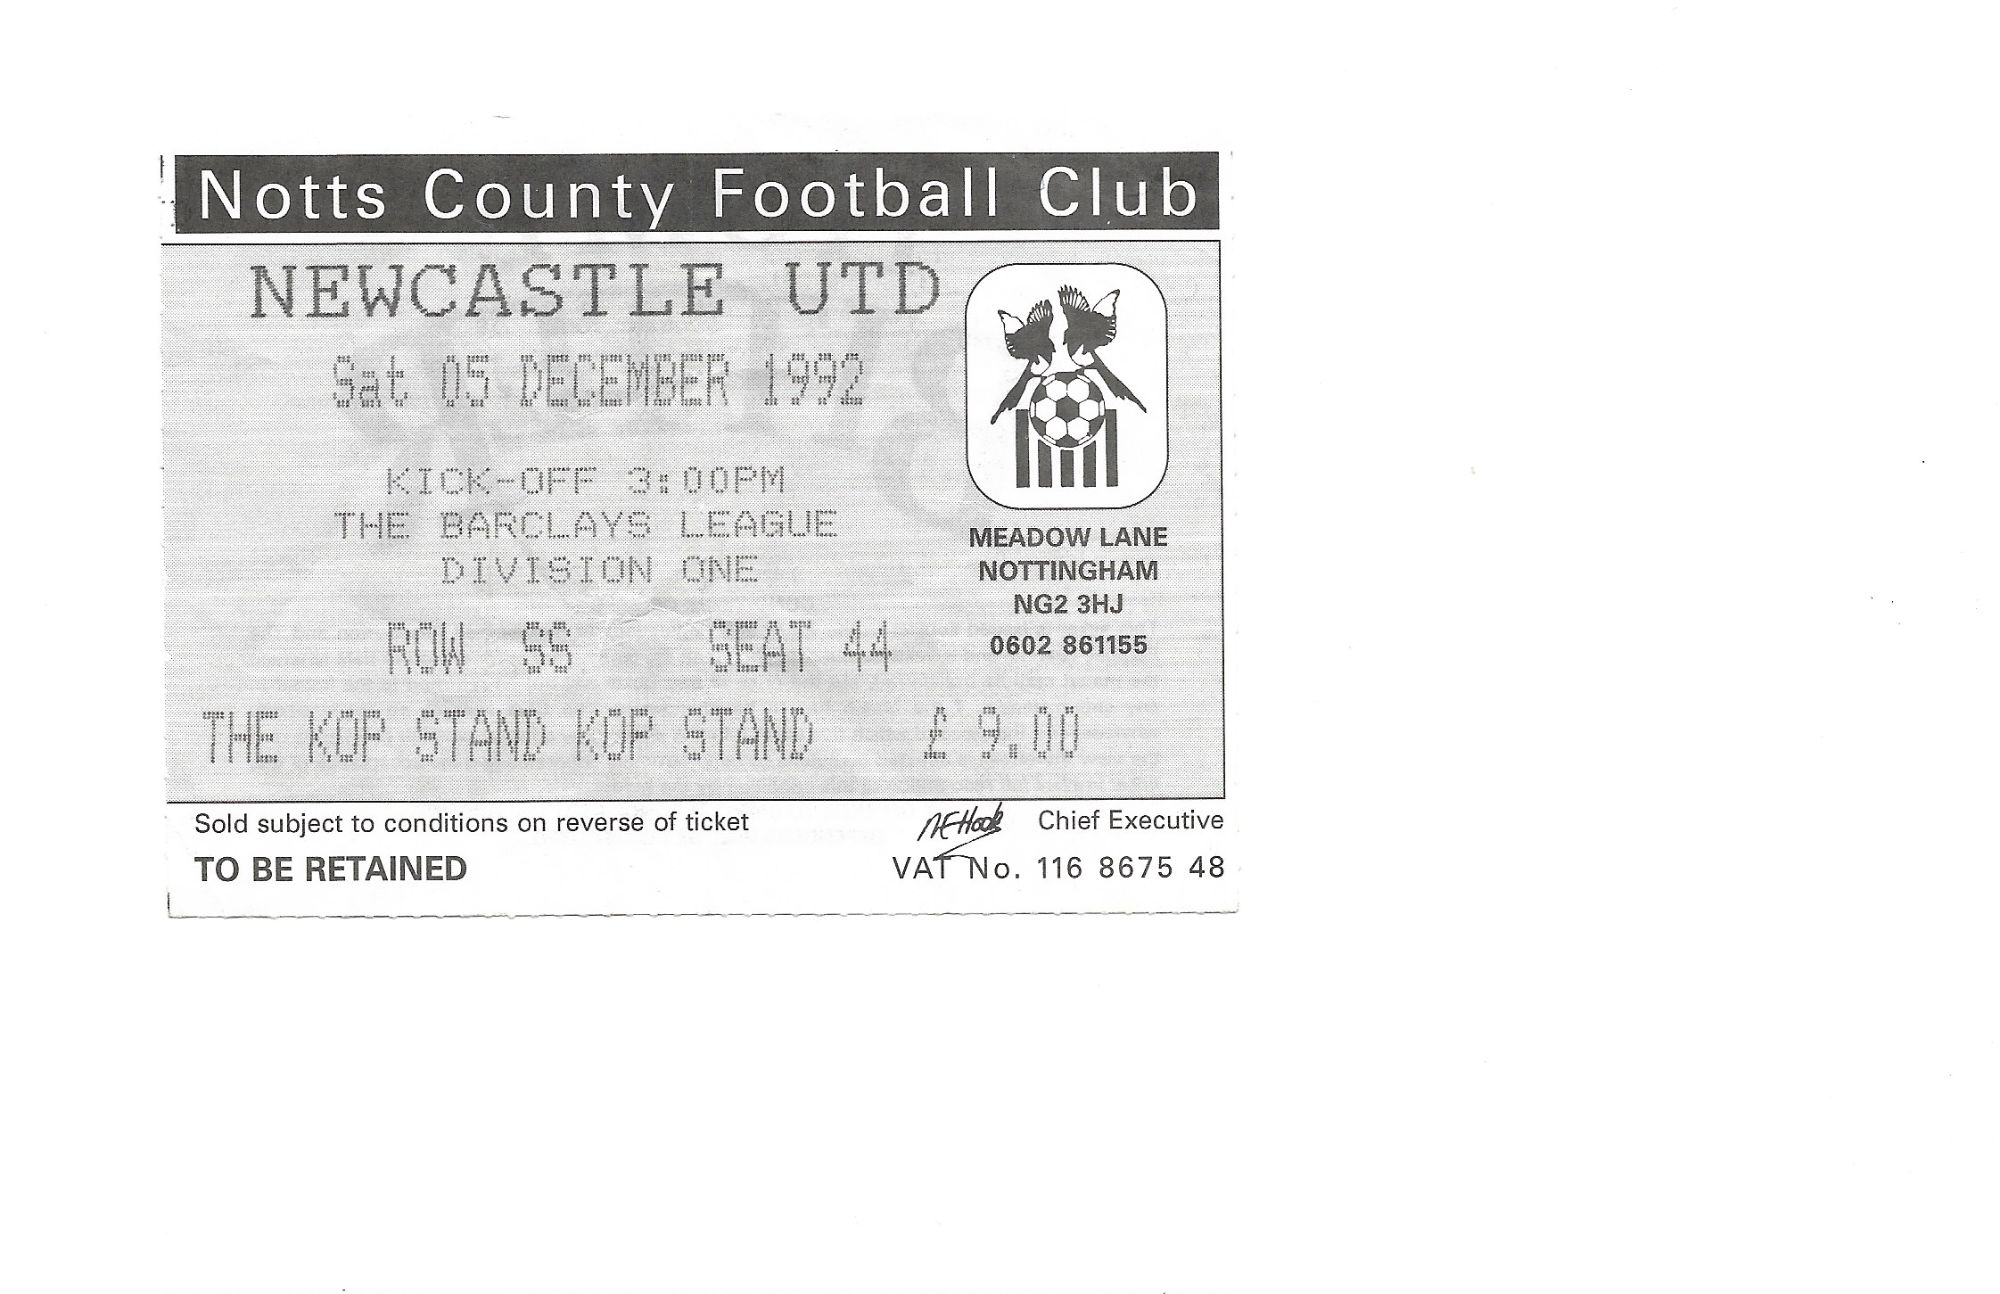 Notts County Football Club
NEWCASTLE UTD
Sat 05 DECEMBER 1992
KICK-OFF 3:00PM
THE BARCLAYS LEAGUE
DIVISION ONE
ROW SS SEAT 44
THE KOP STAND KOP STAND £ 9.00
MEADOW LANE
NOTTINGHAM
NG2 3HJ
0602 861155
Sold subject to conditions on reverse of ticket
Chief Executive
TO BE RETAINED
VAT No. 116 8675 48